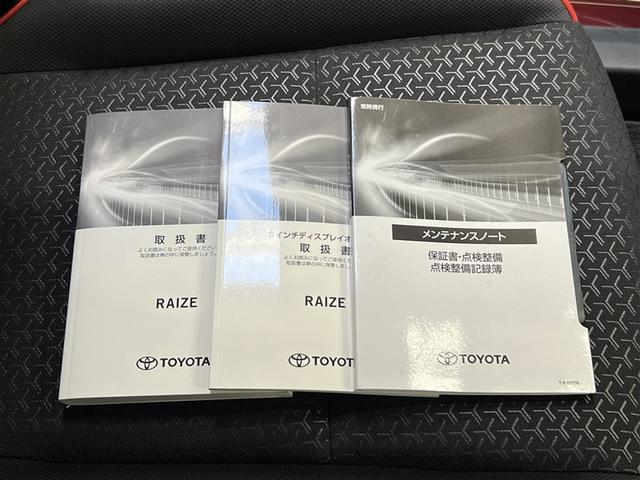 取扱書
よくお読みになってご使用ください
取扱書は車の中に保管しましょう。
RAIZE
TOYOTA
9インチディスプレイオ
取扱書
よくお読みになってご使用くだ
取扱書は車の中に保管しま
RAIZE
TOYOTA
常時携行
メンテナンスノート
保証書・点検整備
点検整備記録簿
TOYOTA